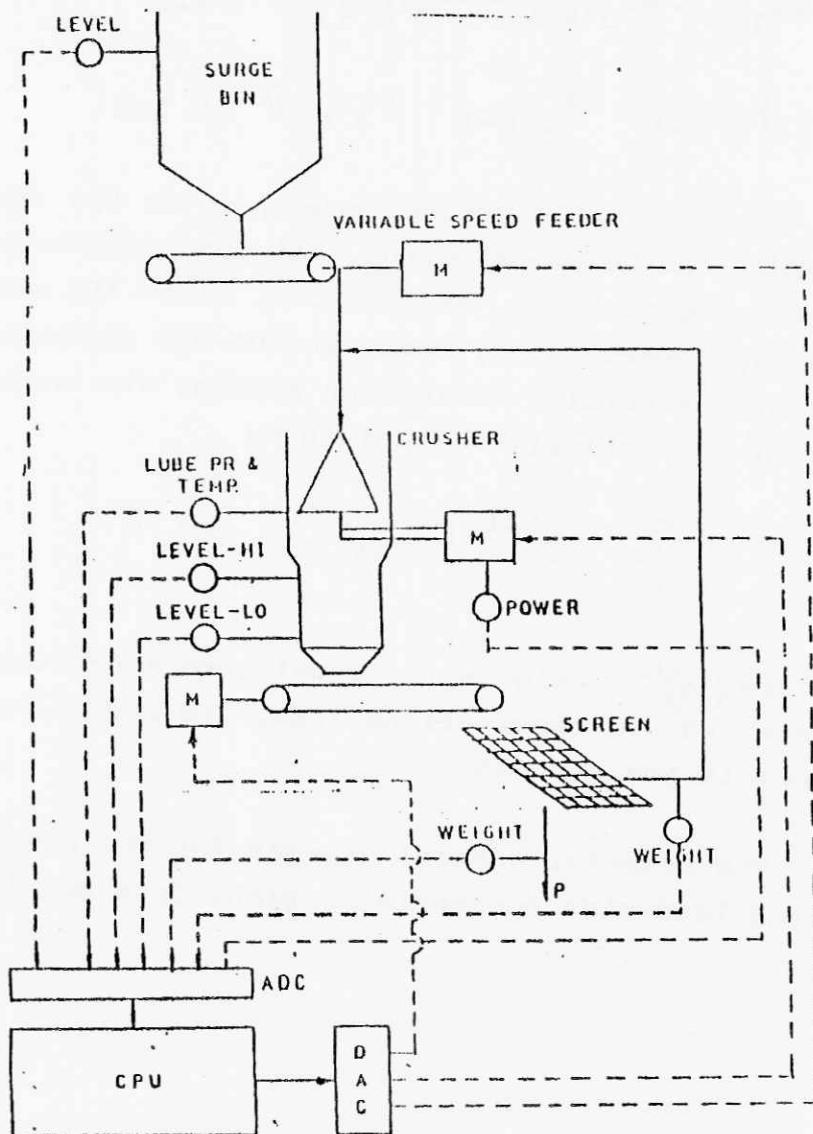 LEVEL
SURGE
BIN
VARIABLE SPEED FEEDER
M
CRUSHER
LUBE PR &
TEMP.
M
LEVEL-HI
LEVEL-LO
POWER
M
SCREEN
WEIGHT
WEIGHT
P
ADC
CPU
D
A
C